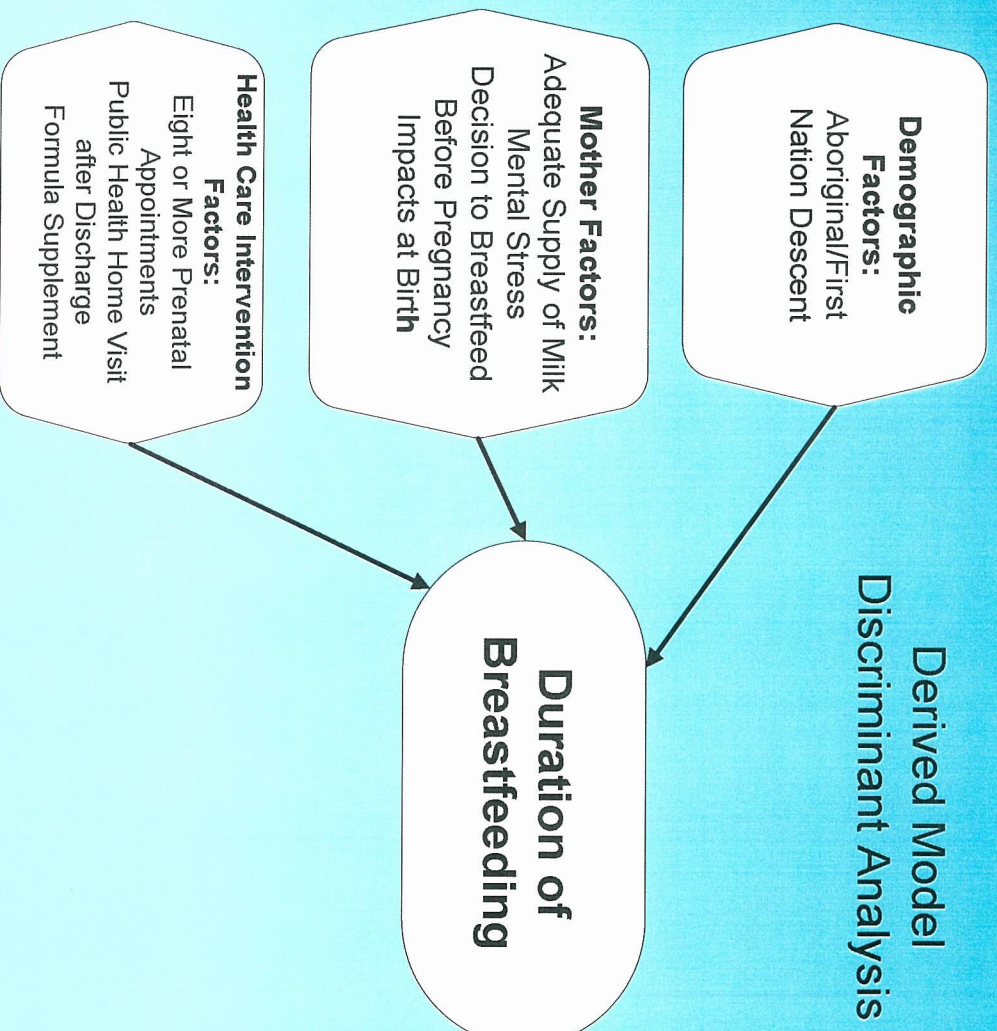 Derived Model
Discriminant Analysis
Demographic
Factors:
Aboriginal/First
Nation Descent
Mother Factors:
Adequate Supply of Milk
Mental Stress
Decision to Breastfeed
Before Pregnancy
Impacts at Birth
Health Care Intervention
Factors:
Eight or More Prenatal
Appointments
Public Health Home Visit
after Discharge
Formula Supplement
Duration of
Breastfeeding